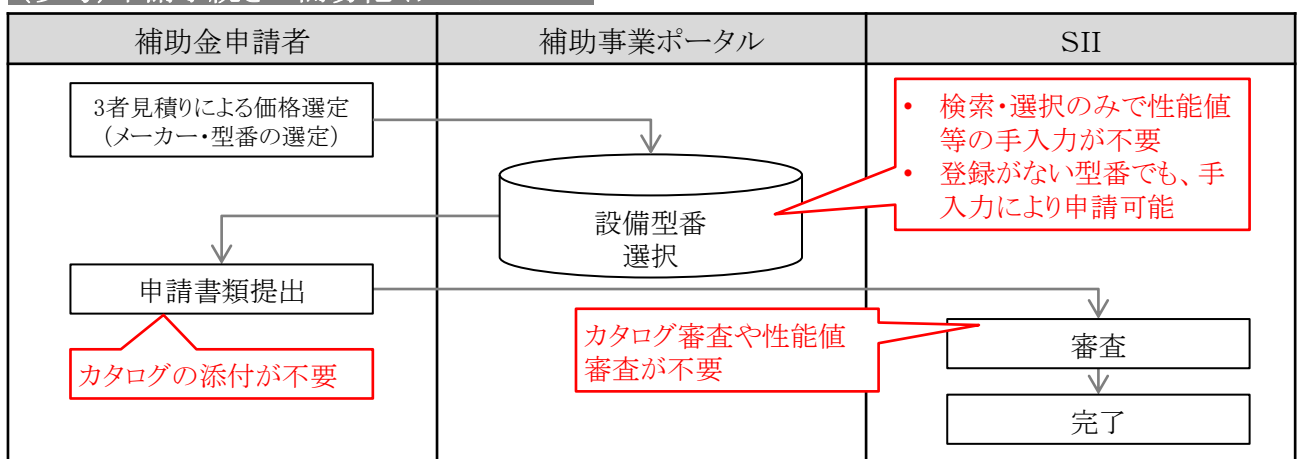 補助金申請者
補助事業ポータル
SII
3者見積りによる価格選定
(メーカー・型番の選定)
• 検索・選択のみで性能値
等の手入力が不要
• 登録がない型番でも、手
入力により申請可能
設備型番
選択
申請書類提出
カタログ審査や性能値
審査が不要
審査
カタログの添付が不要
完了